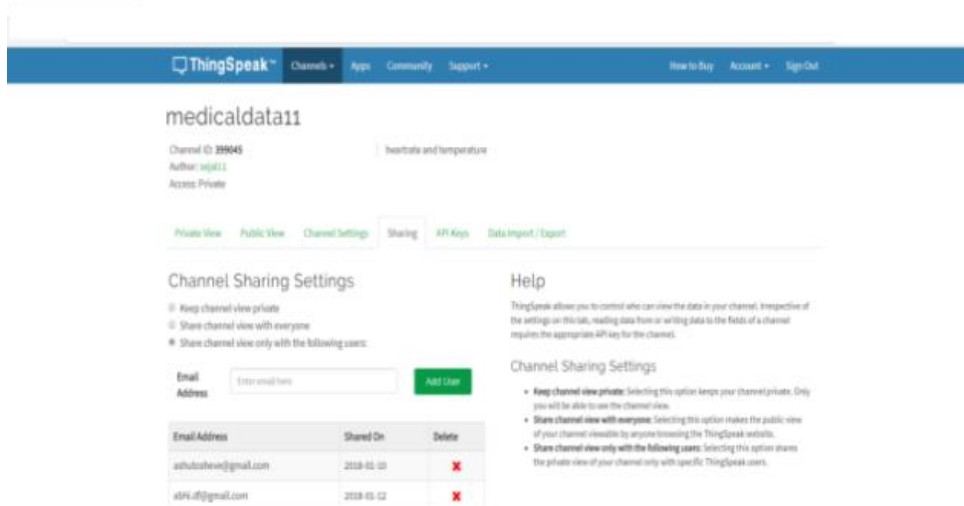 ThingSpeak™ Channels Apps Community Support How to Buy Account Sign Out
medicaldata11
Channel ID: 399045
Author: sejal11
Access: Private
heartrate and temperature
Private View Public View Channel Settings Sharing API Keys Data Import / Export
Channel Sharing Settings
Keep channel view private
Share channel view with everyone
Share channel view only with the following users:
Email
Address
Enter email here
Add User
Email Address Shared On Delete
ashutosheve@gmail.com 2018-01-10
abhi.df@gmail.com 2018-01-12
Help
ThingSpeak allows you to control who can view the data in your channel. Irrespective of
the settings on this tab, reading data from or writing data to the fields of a channel
requires the appropriate API key for the channel.
Channel Sharing Settings
Keep channel view private: Selecting this option keeps your channel private. Only
you will be able to see the channel view.
Share channel view with everyone: Selecting this option makes the public view
of your channel viewable by anyone browsing the ThingSpeak website.
Share channel view only with the following users: Selecting this option shares
the private view of your channel only with specific ThingSpeak users.